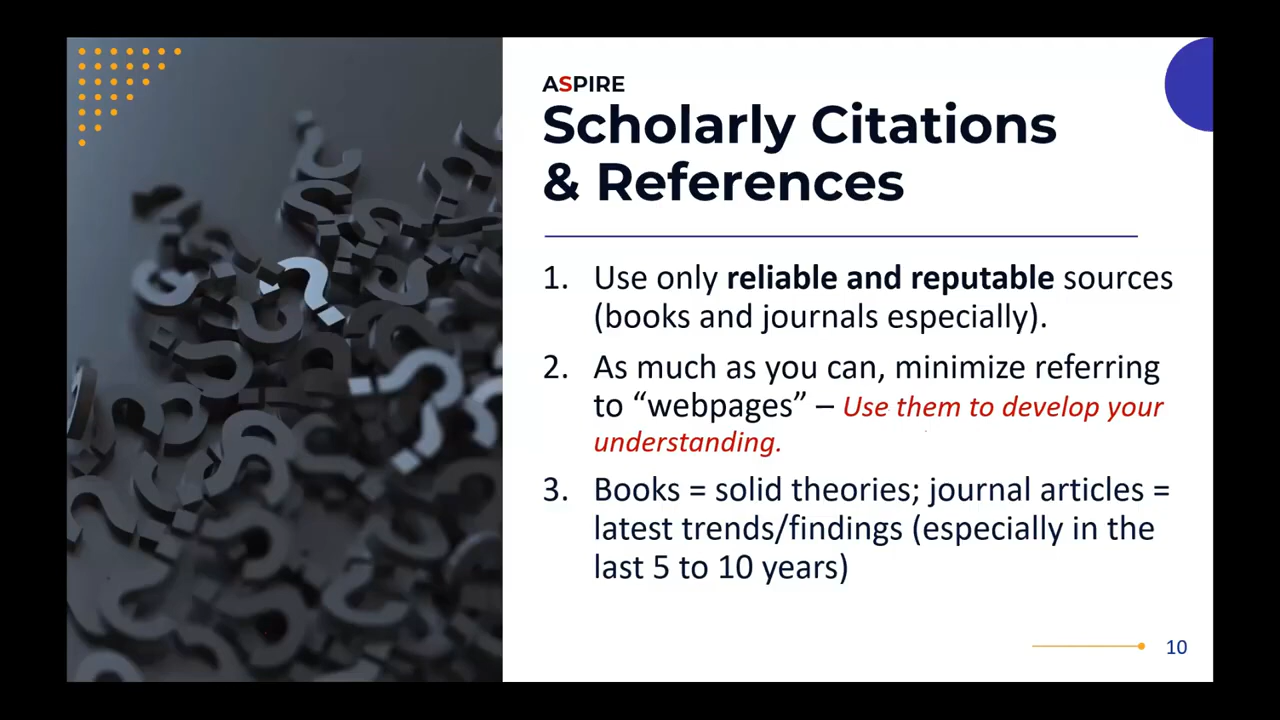 ASPIRE
Scholarly Citations
& References
1. Use only reliable and reputable sources
(books and journals especially).
2. As much as you can, minimize referring
to “webpages” – Use them to develop your
understanding.
3. Books = solid theories; journal articles =
latest trends/findings (especially in the
last 5 to 10 years)
10